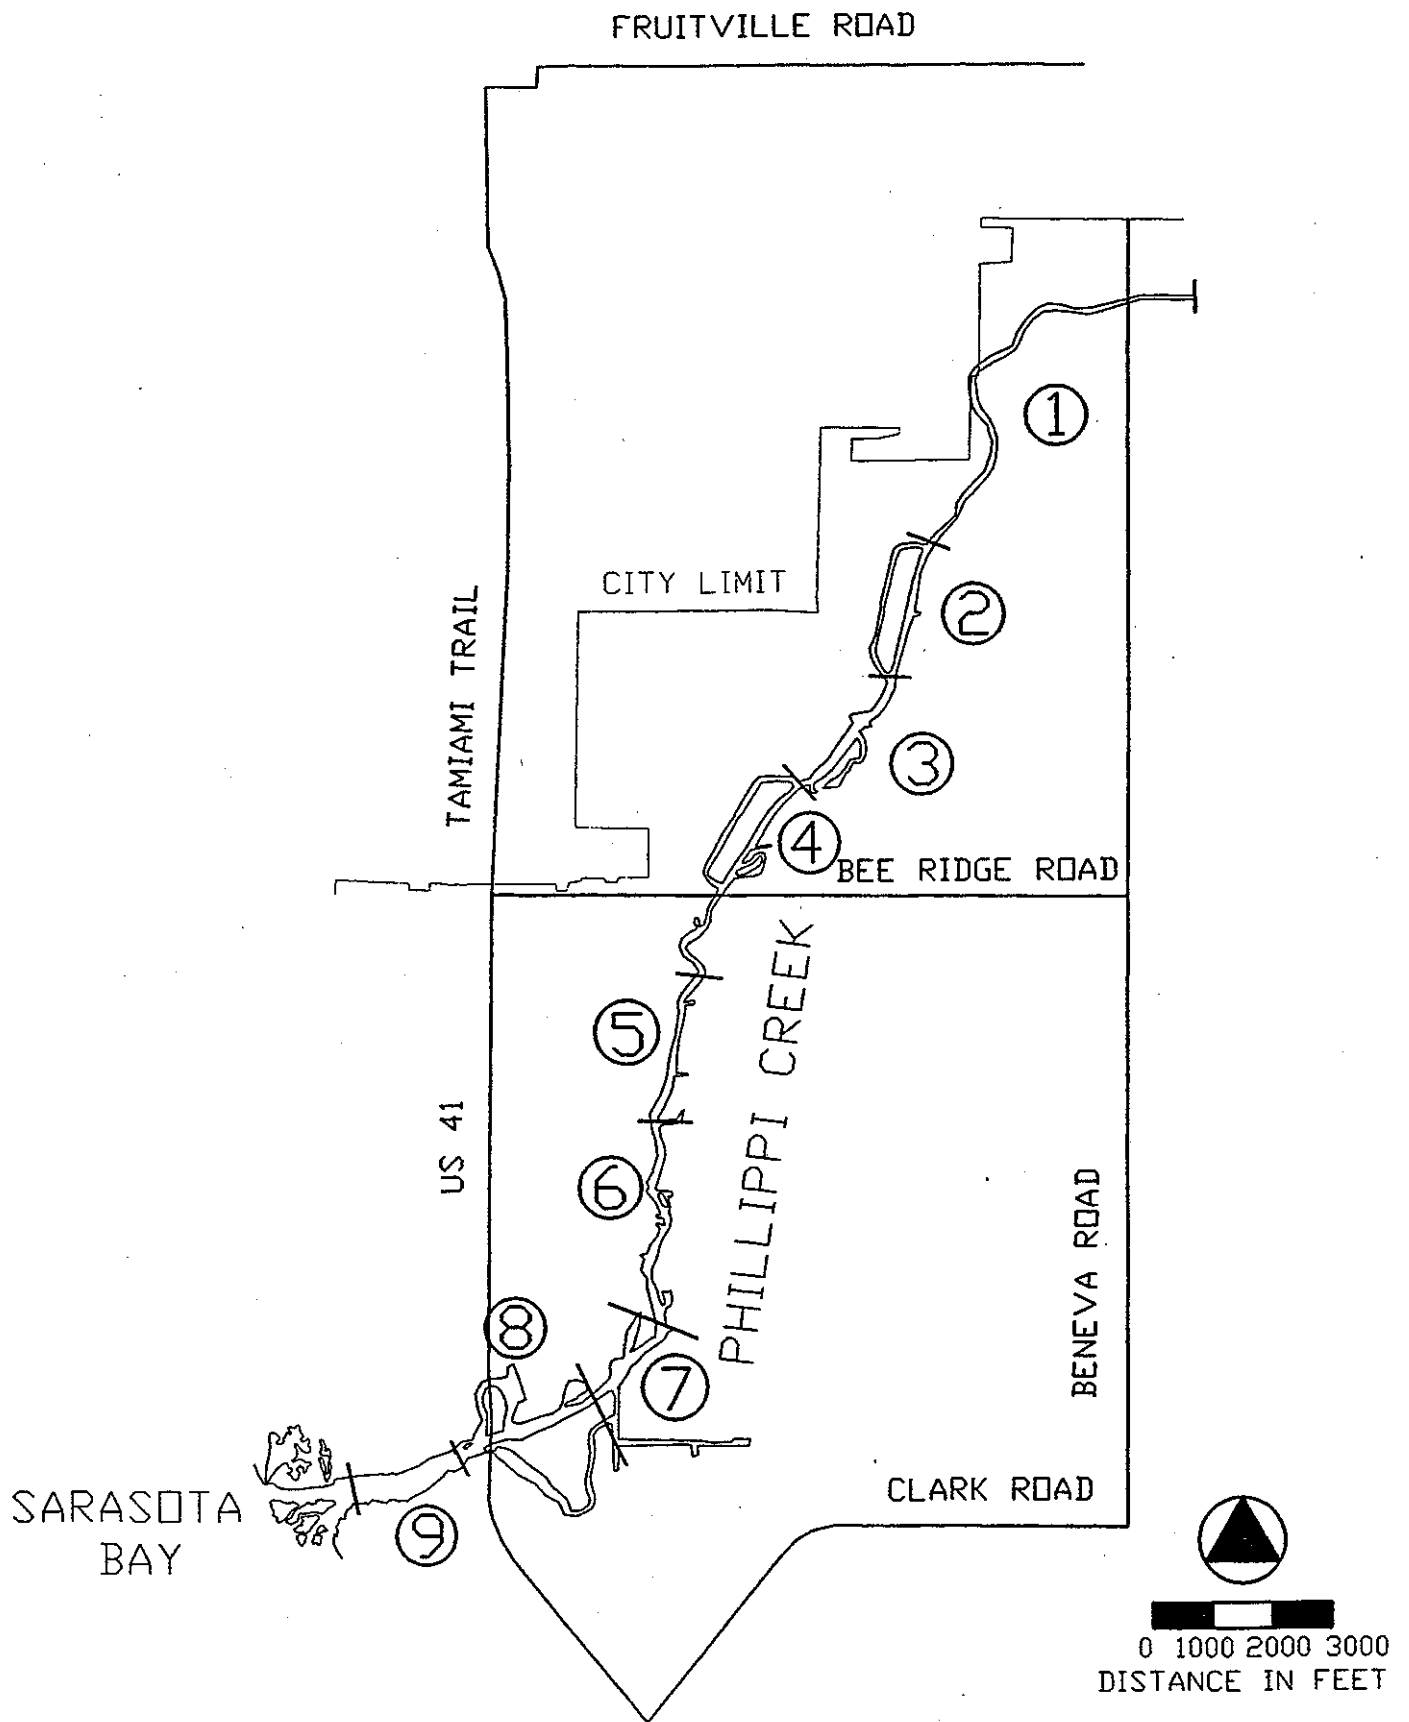 FRUITVILLE ROAD
1
CITY LIMIT
2
TAMIAMI TRAIL
3
4
BEE RIDGE ROAD
PHILLIPPI CREEK
5
US 41
6
BENEVA ROAD
8
7
SARASOTA
BAY
9
CLARK ROAD
0 1000 2000 3000
DISTANCE IN FEET